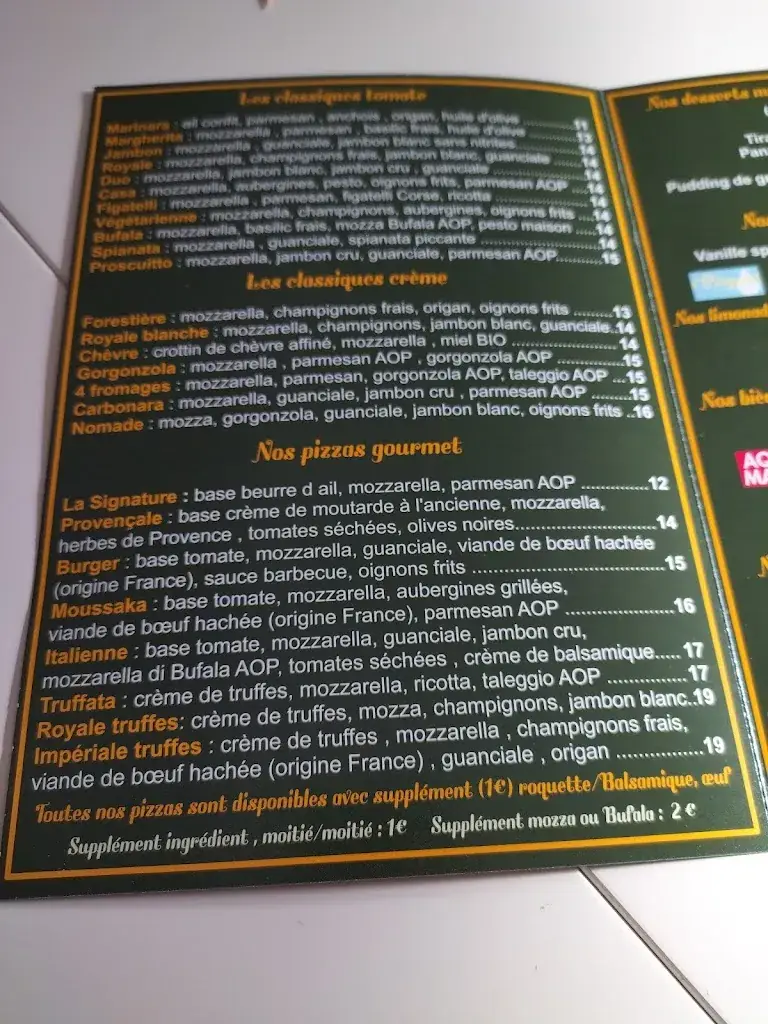 Les classiques tomate
Marinara : ail confit, parmesan, anchois, origan, huile d'olive ..........11
Margherita : mozzarella, parmesan, basilic frais, huile d'olive ..........
Jambon : mozzarella, guanciale, jambon blanc sans nitrites ..........
Royale : mozzarella, champignons frais, jambon blanc, guanciale ..........14
Duo : mozzarella, jambon blanc, jambon cru , guanciale ..........14
Casa : mozzarella, aubergines, pesto, oignons frits, parmesan AOP ....14
Figatelli : mozzarella , parmesan, figatelli Corse, ricotta ..........14
Végétarienne : mozzarella, champignons, aubergines, oignons frits ...14
Bufala : mozzarella, basilic frais, mozza Bufala AOP, pesto maison ....14
Spianata : mozzarella , guanciale, spianata piccante ..........14
Proscuitto : mozzarella, jambon cru, guanciale, parmesan AOP..........15
Les classiques crème
Forestière : mozzarella, champignons frais, origan, oignons frits .........13
Royale blanche : mozzarella, champignons, jambon blanc, guanciale..14
Chèvre : crottin de chèvre affiné, mozzarella , miel BIO ..........14
Gorgonzola : mozzarella , parmesan AOP , gorgonzola AOP ..........15
4 fromages : mozzarella, parmesan, gorgonzola AOP, taleggio AOP ...15
Carbonara : mozzarella, guanciale, jambon cru , parmesan AOP .........15
Nomade : mozza, gorgonzola, guanciale, jambon blanc, oignons frits ..16
Nos pizzas gourmet
La Signature : base beurre d ail, mozzarella, parmesan AOP .............12
Provençale : base crème de moutarde à l'ancienne, mozzarella,
herbes de Provence , tomates séchées, olives noires..........................14
Burger : base tomate, mozzarella, guanciale, viande de bœuf hachée
(origine France), sauce barbecue, oignons frits ....................................15
Moussaka : base tomate, mozzarella, aubergines grillées,
viande de bœuf hachée (origine France), parmesan AOP ....................16
Italienne : base tomate, mozzarella, guanciale, jambon cru,
mozzarella di Bufala AOP, tomates séchées , crème de balsamique.....17
Truffata : crème de truffes, mozzarella, ricotta, taleggio AOP ...............17
Royale truffes: crème de truffes, mozza, champignons, jambon blanc..19
Impériale truffes : crème de truffes , mozzarella , champignons frais,
viande de bœuf hachée (origine France) , guanciale , origan .................19
Toutes nos pizzas sont disponibles avec supplément (1€) roquette/Balsamique, œuf
Supplément ingrédient , moitié/moitié : 1€ Supplément mozza ou Bufala : 2 €
Nos desserts
Pudding de
Nos
Vanille
Nos
Nos